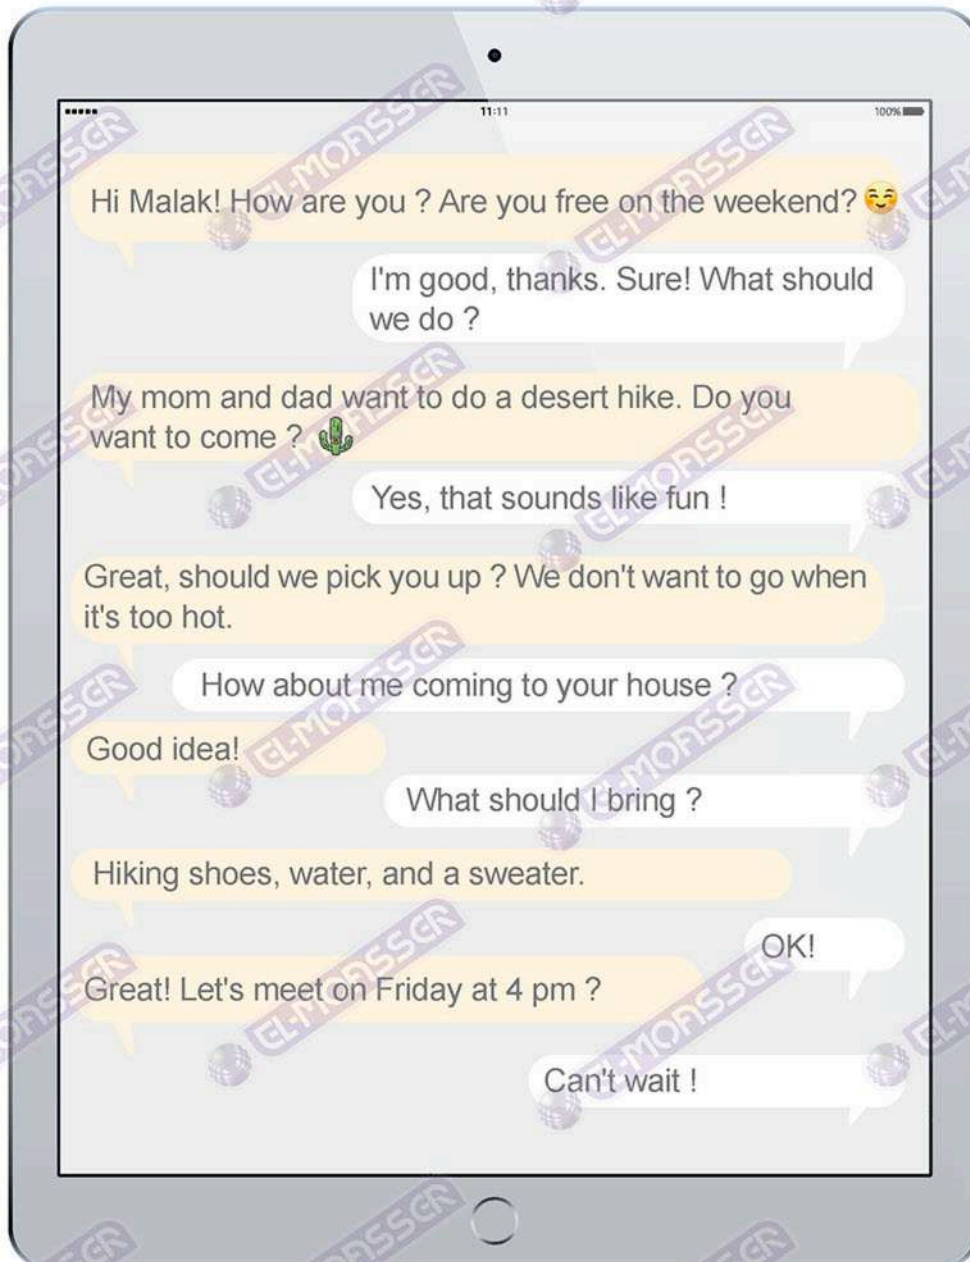 11:11
100%
Hi Malak! How are you ? Are you free on the weekend? ☺️
I'm good, thanks. Sure! What should
we do ?
My mom and dad want to do a desert hike. Do you
want to come ? 🌵
Yes, that sounds like fun !
Great, should we pick you up ? We don't want to go when
it's too hot.
How about me coming to your house ?
Good idea!
What should I bring ?
Hiking shoes, water, and a sweater.
OK!
Great! Let's meet on Friday at 4 pm ?
Can't wait !
EL-MOASSER